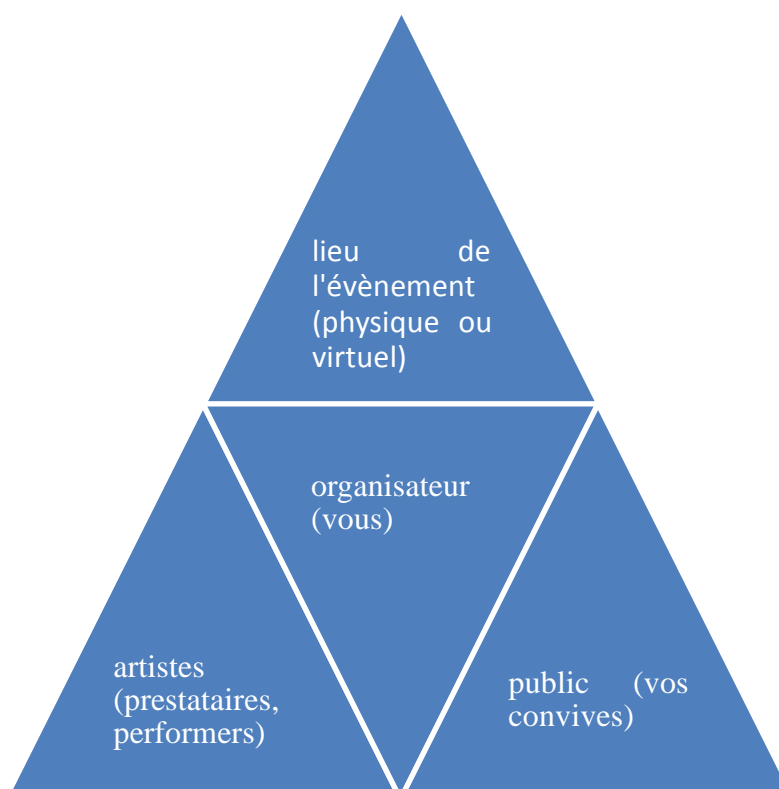 lieu de
l'évènement
(physique ou
virtuel)
organisateur
(vous)
artistes
(prestataires,
performers)
public (vos
convives)